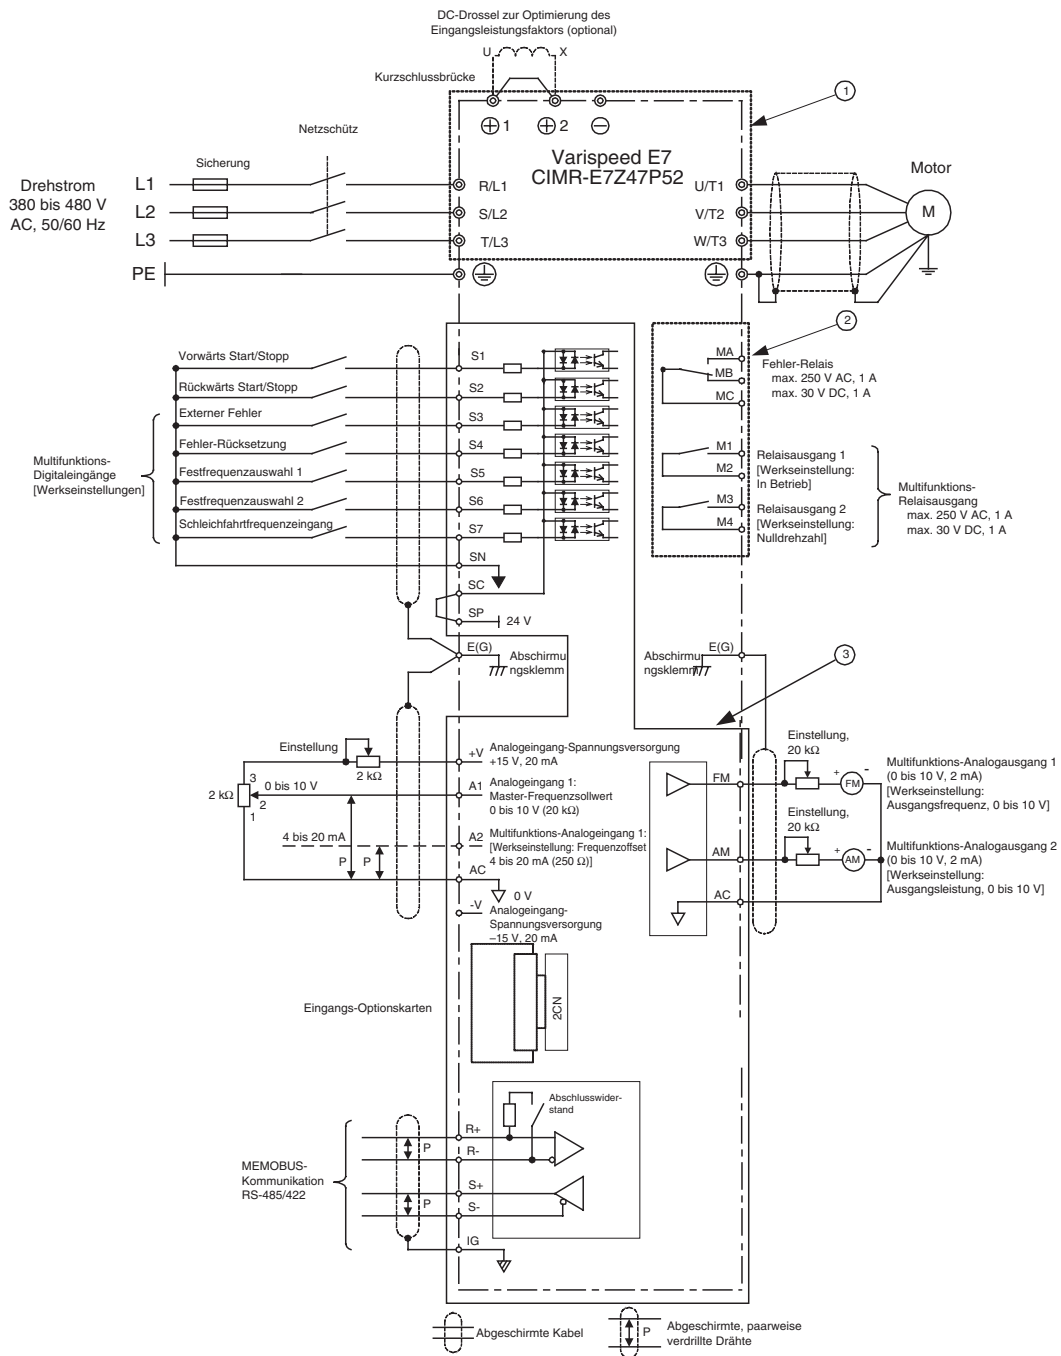 DC-Drossel zur Optimierung des
Eingangsleistungsfaktors (optional)
U
X
Kurzschlussbrücke
1
Netzschütz
1
2
Varispeed E7
CIMR-E7Z47P52
Sicherung
Motor
Drehstrom
380 bis 480 V
AC, 50/60 Hz
L1
R/L1
U/T1
L2
S/L2
V/T2
M
L3
T/L3
W/T3
PE
2
Vorwärts Start/Stopp
S1
MA
Fehler-Relais
max. 250 V AC, 1 A
max. 30 V DC, 1 A
MB
MC
Rückwärts Start/Stopp
S2
Externer Fehler
S3
Fehler-Rücksetzung
S4
M1
Relaisausgang 1
[Werkseinstellung:
In Betrieb]
M2
Multifunktions-
Digitaleingänge
[Werkseinstellungen]
Festfrequenzauswahl 1
S5
Festfrequenzauswahl 2
S6
M3
Relaisausgang 2
[Werkseinstellung:
Nulldrehzahl]
M4
Multifunktions-
Relaisausgang
max. 250 V AC, 1 A
max. 30 V DC, 1 A
Schleichfahrtfrequenzeingang
S7
SN
SC
SP
24 V
E(G)
Abschirmu
ngsklemm
Abschirmu
ngsklemm
E(G)
3
Einstellung
2 kΩ
+V
Analogeingang-Spannungsversorgung
+15 V, 20 mA
3
2 kΩ
2
1
0 bis 10 V
A1
Analogeingang 1:
Master-Frequenzsollwert
0 bis 10 V (20 kΩ)
4 bis 20 mA
P
P
A2
Multifunktions-Analogeingang 1:
[Werkseinstellung: Frequenzoffset
4 bis 20 mA (250 Ω)]
AC
0 V
-V
Analogeingang-
Spannungsversorgung
–15 V, 20 mA
Einstellung,
20 kΩ
FM
+
FM
-
Multifunktions-Analogausgang 1
(0 bis 10 V, 2 mA)
[Werkseinstellung:
Ausgangsfrequenz, 0 bis 10 V]
Einstellung,
20 kΩ
AM
+
AM
-
Multifunktions-Analogausgang 2
(0 bis 10 V, 2 mA)
[Werkseinstellung:
Ausgangsleistung, 0 bis 10 V]
AC
Eingangs-Optionskarten
2CN
Abschlusswider-
stand
MEMOBUS-
Kommunikation
RS-485/422
P
R+
R-
P
S+
S-
IG
Abgeschirmte Kabel
P
Abgeschirmte, paarweise
verdrillte Drähte